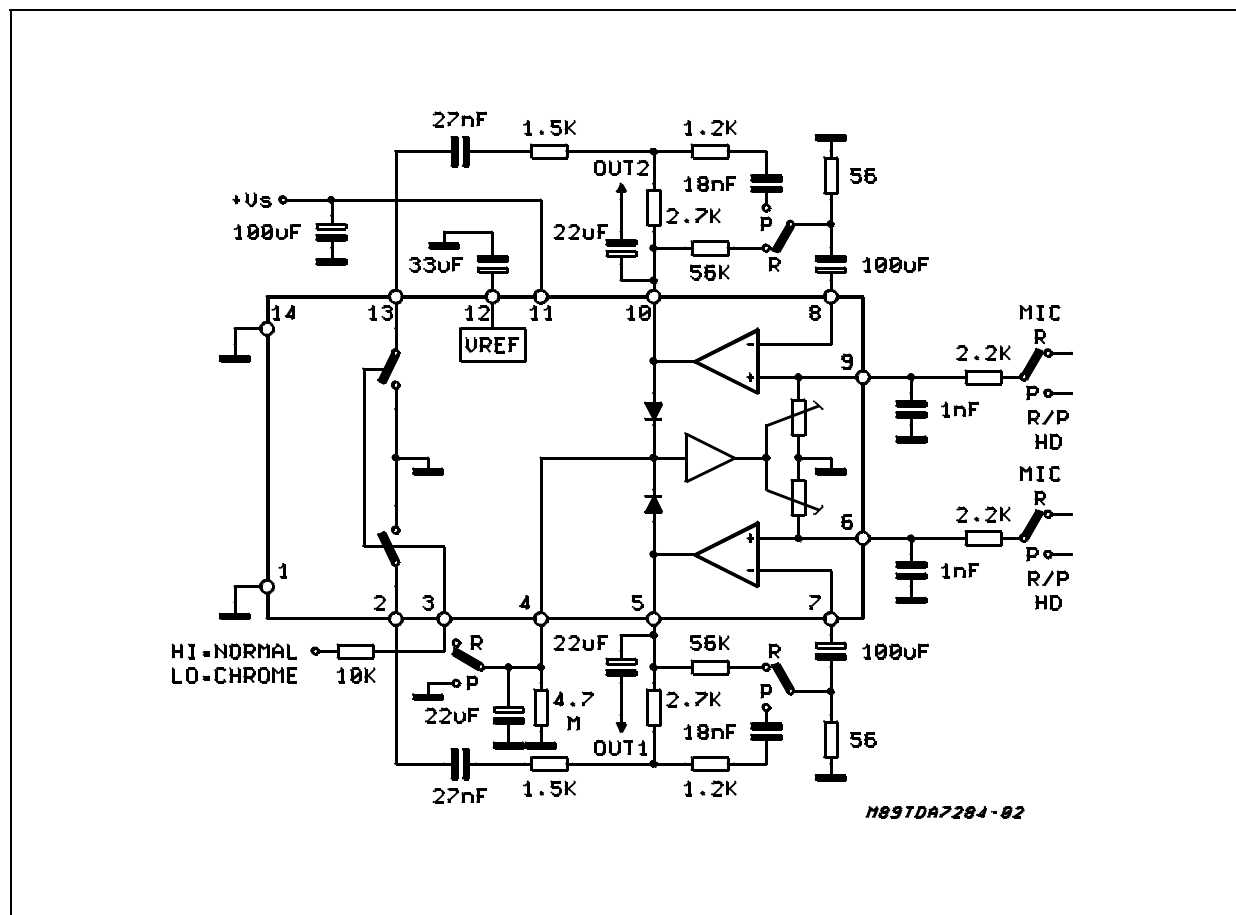 27nF
1.5K
1.2K
OUT2
18nF
56
+Vs
100uF
2.7K
P
22uF
33uF
56K
R
100uF
14
13
12
11
10
8
VREF
MIC
R
9
2.2K
-
+
P
1nF
R/P
HD
MIC
R
6
2.2K
+
-
P
1nF
R/P
HD
1
2
3
4
5
7
HI=NORMAL
LO=CHROME
10K
R
P
22uF
56K
R
100uF
22uF
4.7
M
2.7K
P
OUT1
18nF
56
27nF
1.5K
1.2K
M89TDA7284-02